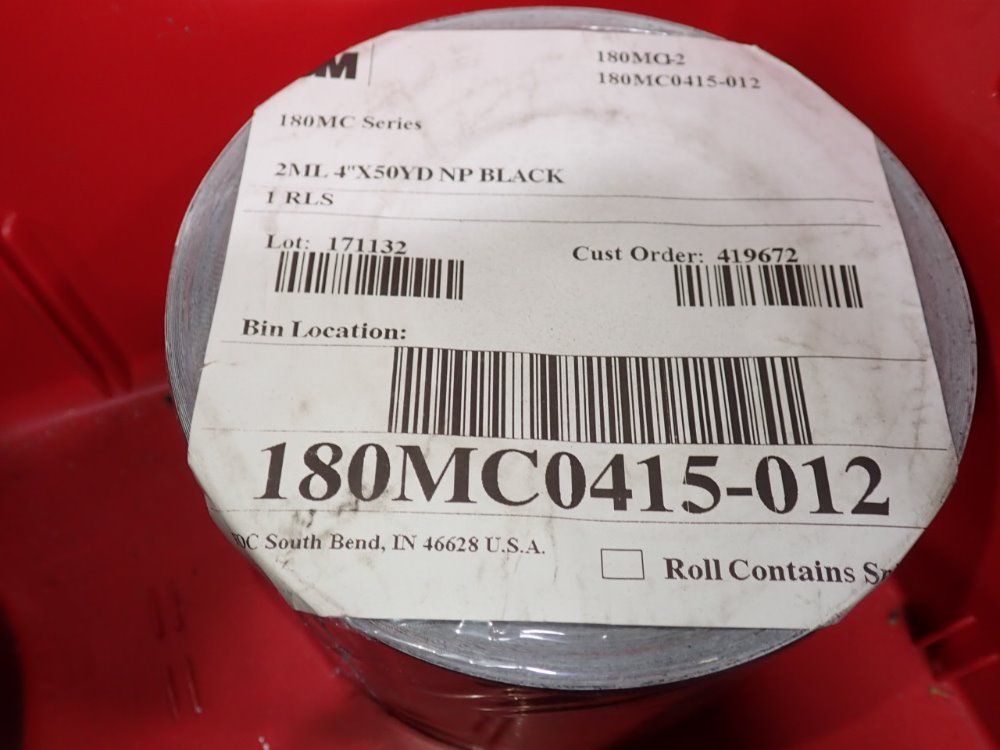 3M
180MC-2
180MC0415-012
180MC Series
2ML 4"X50YD NP BLACK
1 RLS
Lot: 171132
Cust Order: 419672
Bin Location:
180MC0415-012
South Bend, IN 46628 U.S.A.
Roll Contains